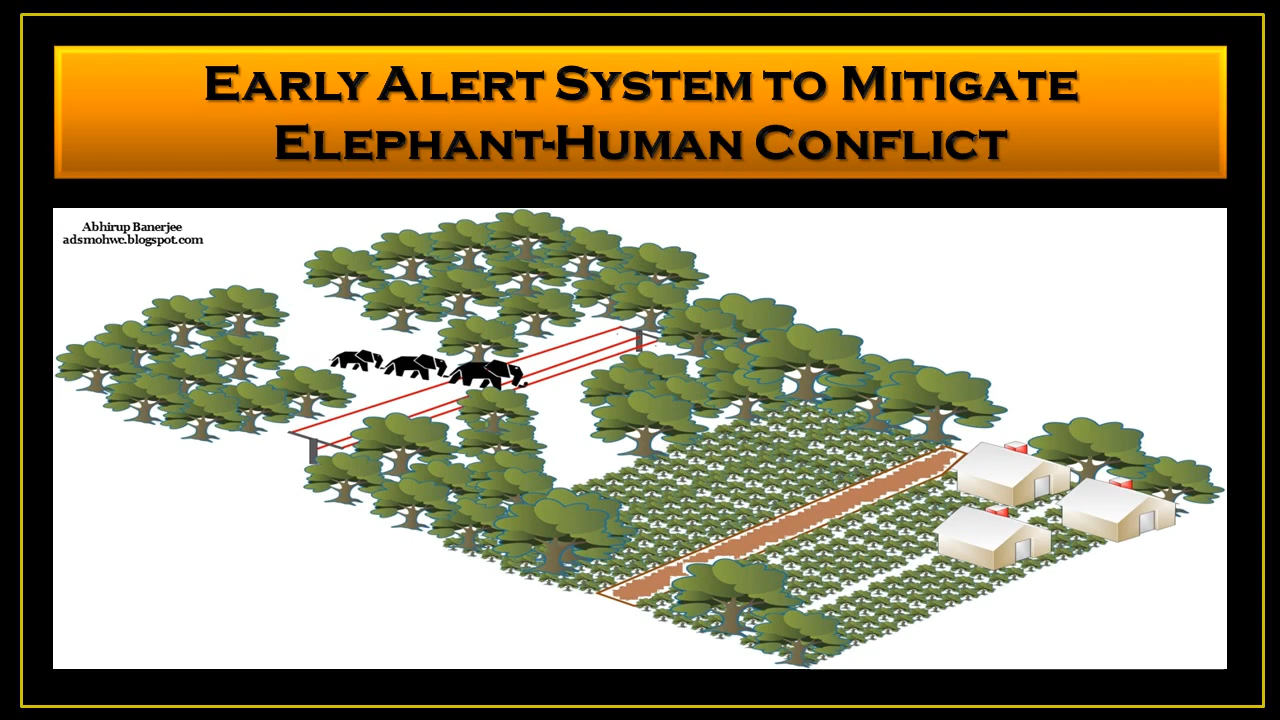 Early Alert System to Mitigate
Elephant-Human Conflict
Abhirup Banerjee
adsmohwc.blogspot.com